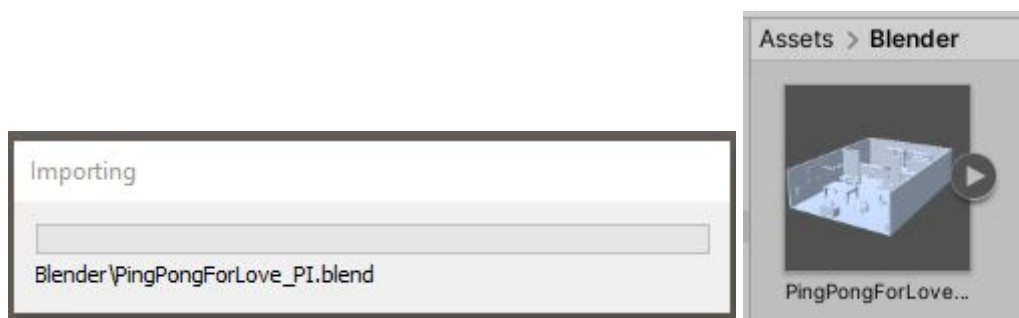 Importing
Blender\PingPongForLove_PI.blend
Assets > Blender
PingPongForLove...